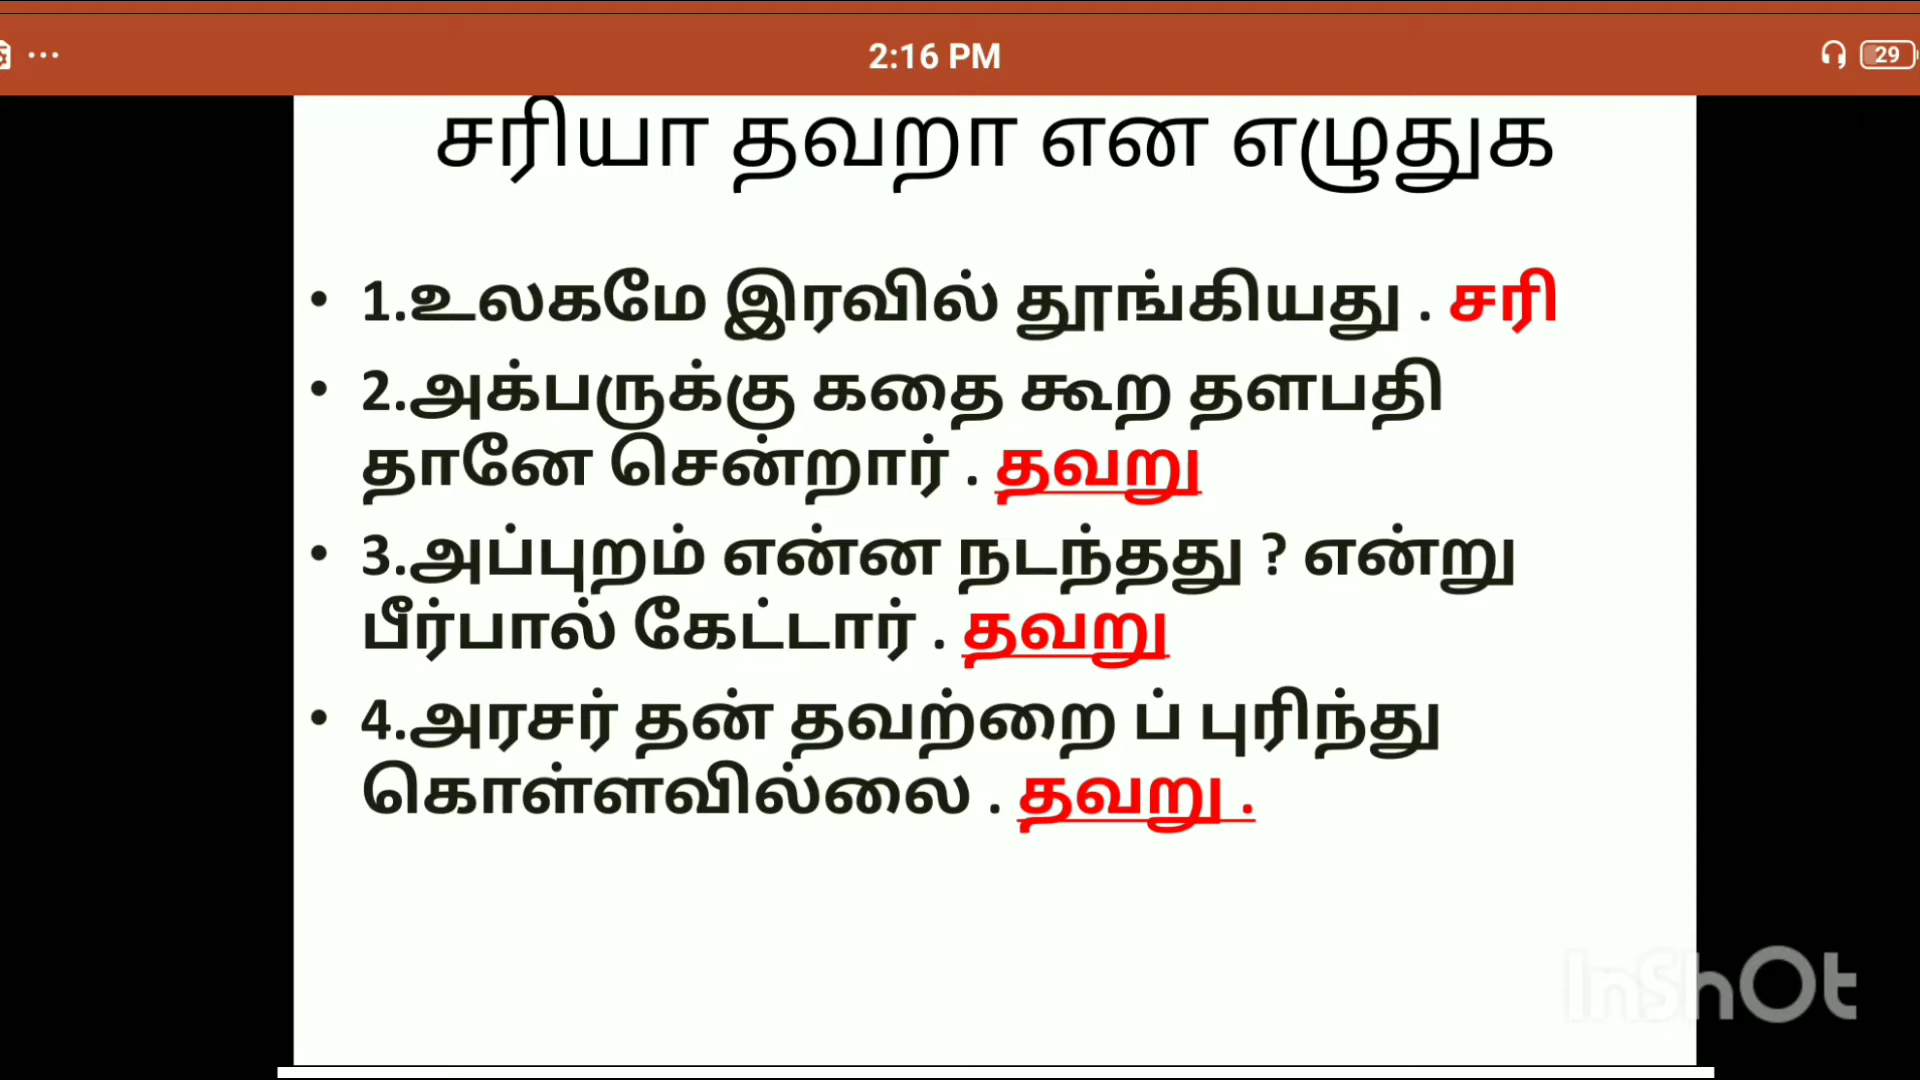 2:16 PM
29
சரியா தவறா என எழுதுக
• 1.உலகமே இரவில் தூங்கியது . சரி
• 2.அக்பருக்கு கதை கூற தளபதி
தானே சென்றார் . தவறு
• 3.அப்புறம் என்ன நடந்தது ? என்று
பீர்பால் கேட்டார் . தவறு
• 4.அரசர் தன் தவற்றை ப் புரிந்து
கொள்ளவில்லை . தவறு .
InShOt